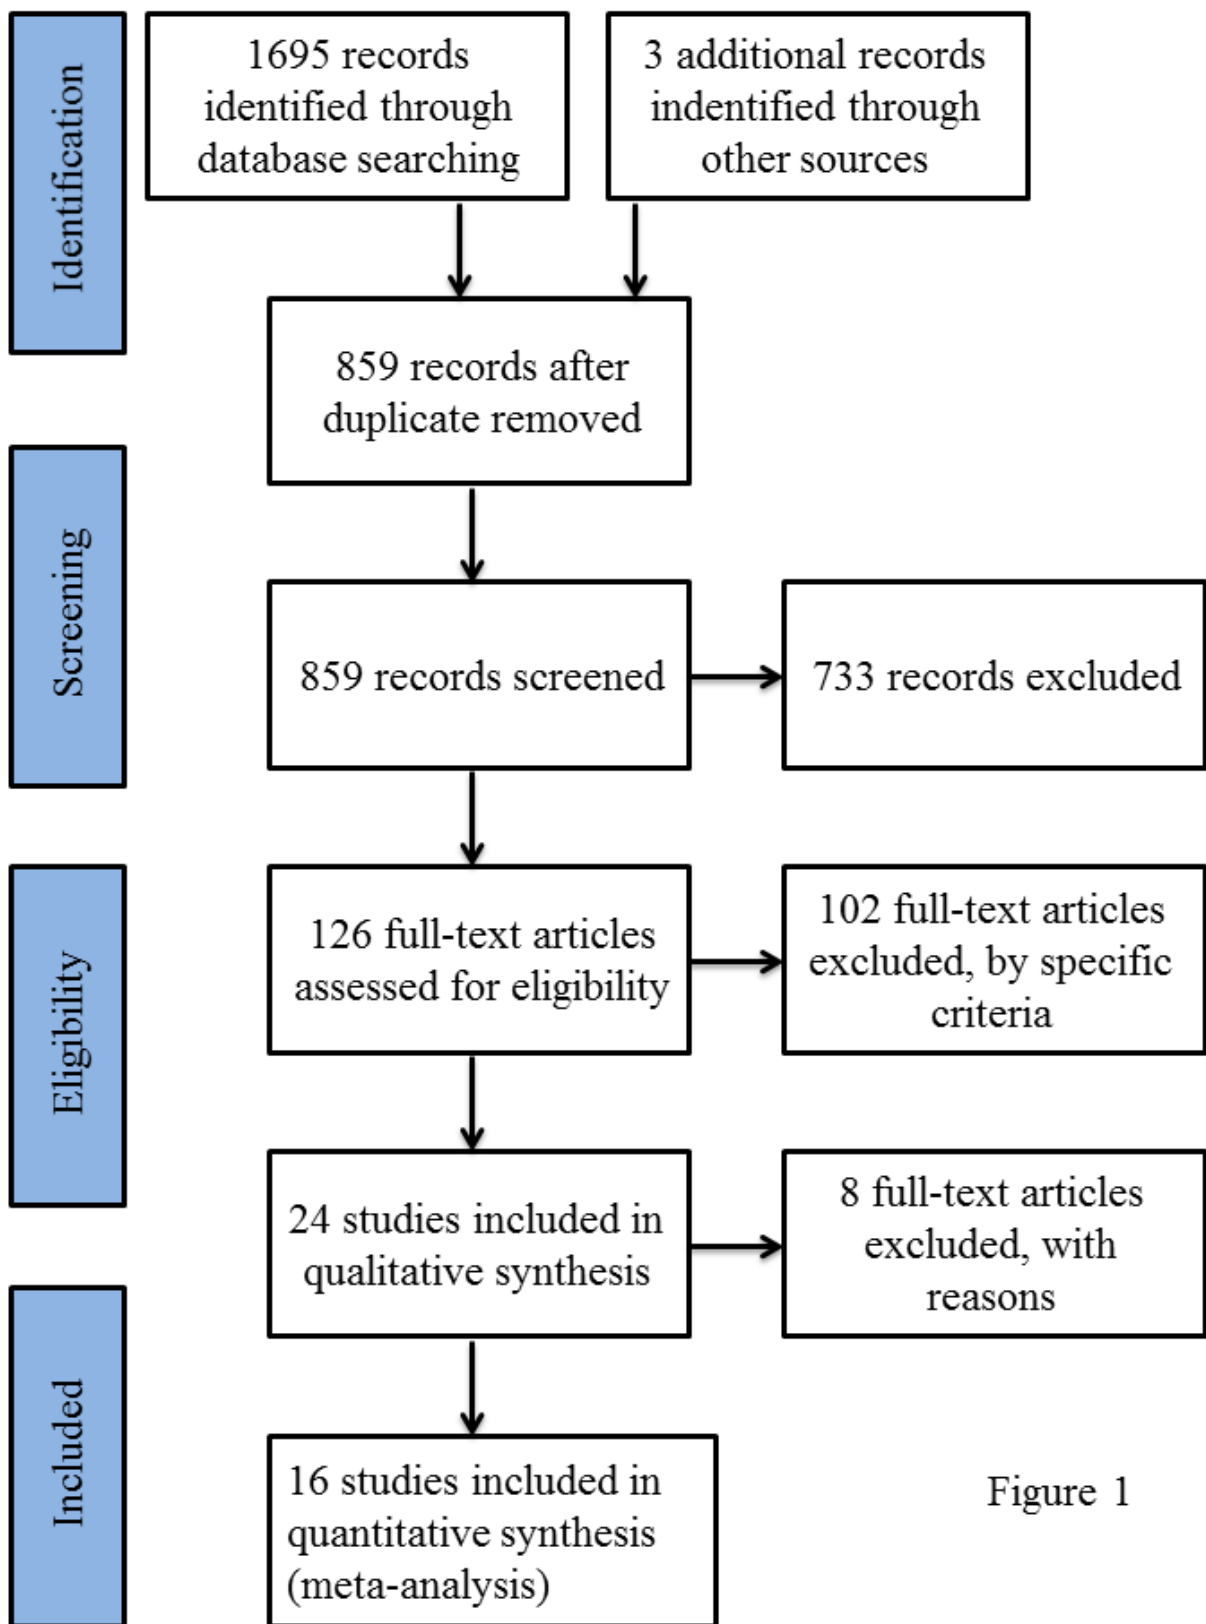 Identification
1695 records
identified through
database searching
3 additional records
indentified through
other sources
859 records after
duplicate removed
Screening
859 records screened
733 records excluded
Eligibility
126 full-text articles
assessed for eligibility
102 full-text articles
excluded, by specific
criteria
24 studies included in
qualitative synthesis
8 full-text articles
excluded, with
reasons
Included
16 studies included in
quantitative synthesis
(meta-analysis)
Figure 1